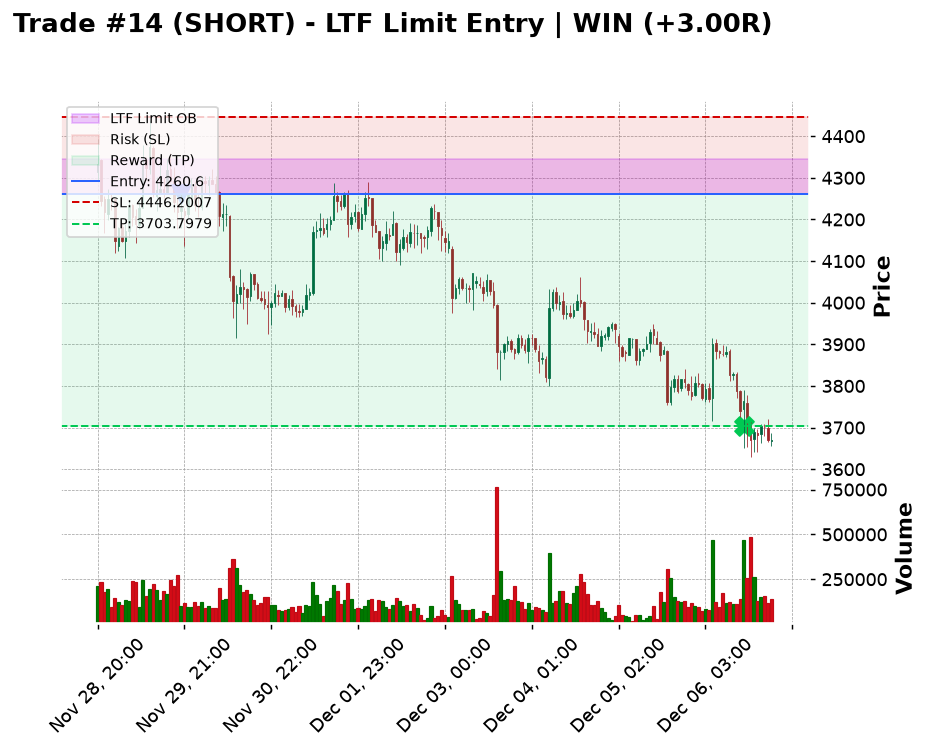 Trade #14 (SHORT) - LTF Limit Entry | WIN (+3.00R)
LTF Limit OB
Risk (SL)
Reward (TP)
Entry: 4260.6
SL: 4446.2007
TP: 3703.7979
4400
4300
4200
4100
4000
3900
3800
3700
3600
Price
750000
500000
250000
Volume
Nov 28, 20:00
Nov 29, 21:00
Nov 30, 22:00
Dec 01, 23:00
Dec 03, 00:00
Dec 04, 01:00
Dec 05, 02:00
Dec 06, 03:00